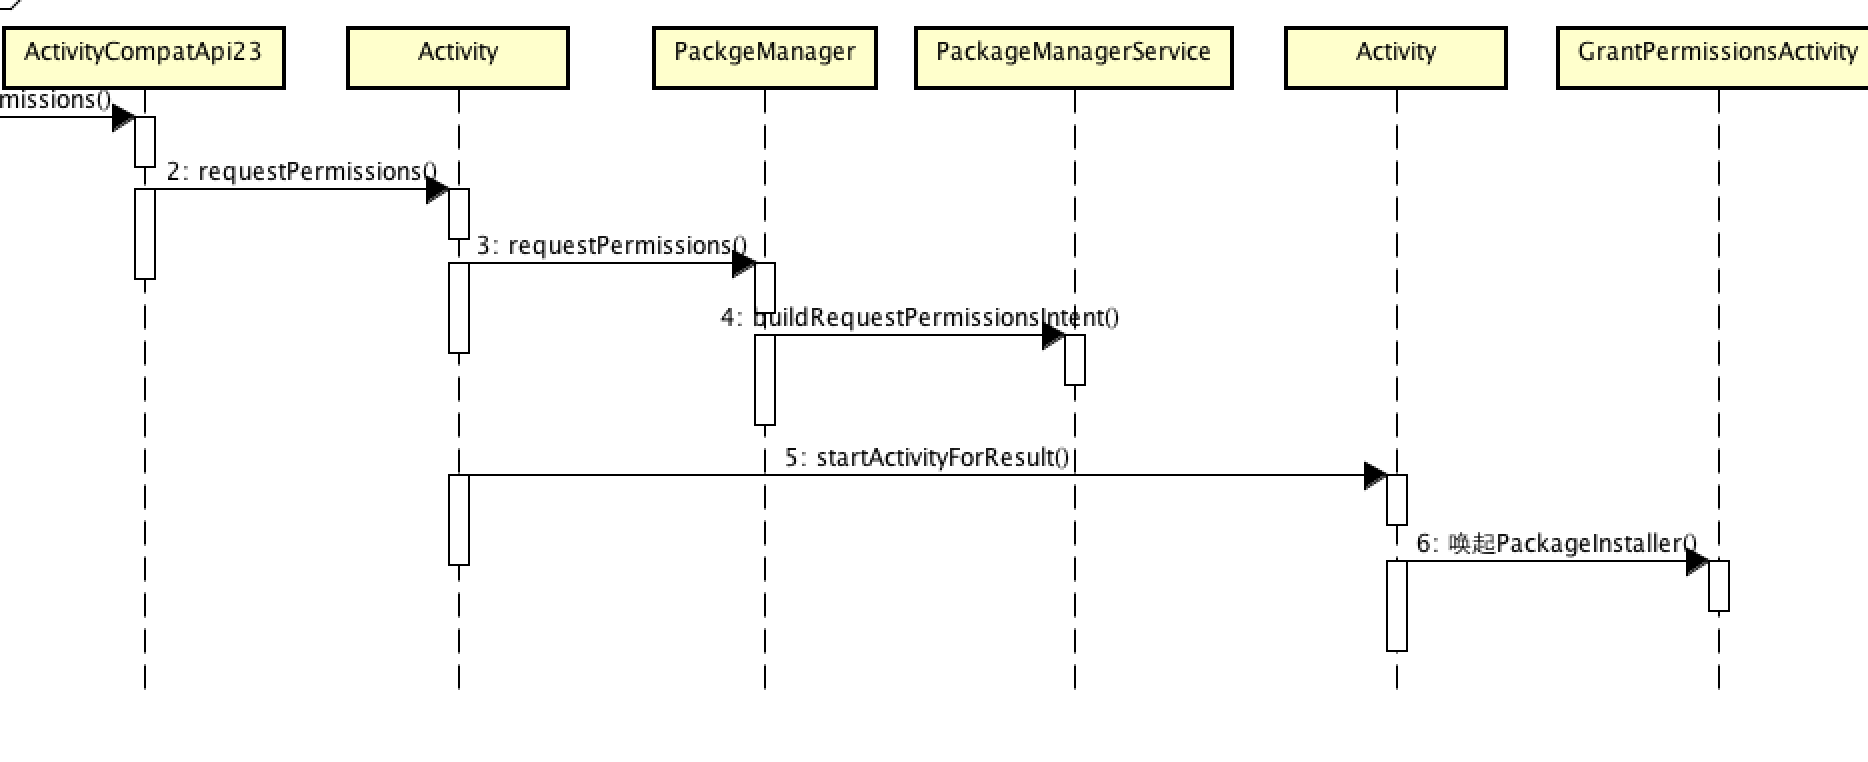 ActivityCompatApi23
Activity
PackgeManager
PackageManagerService
Activity
GrantPermissionsActivity
missions()
2: requestPermissions()
3: requestPermissions()
4: buildRequestPermissionsIntent()
5: startActivityForResult()
6: 唤起PackageInstaller()